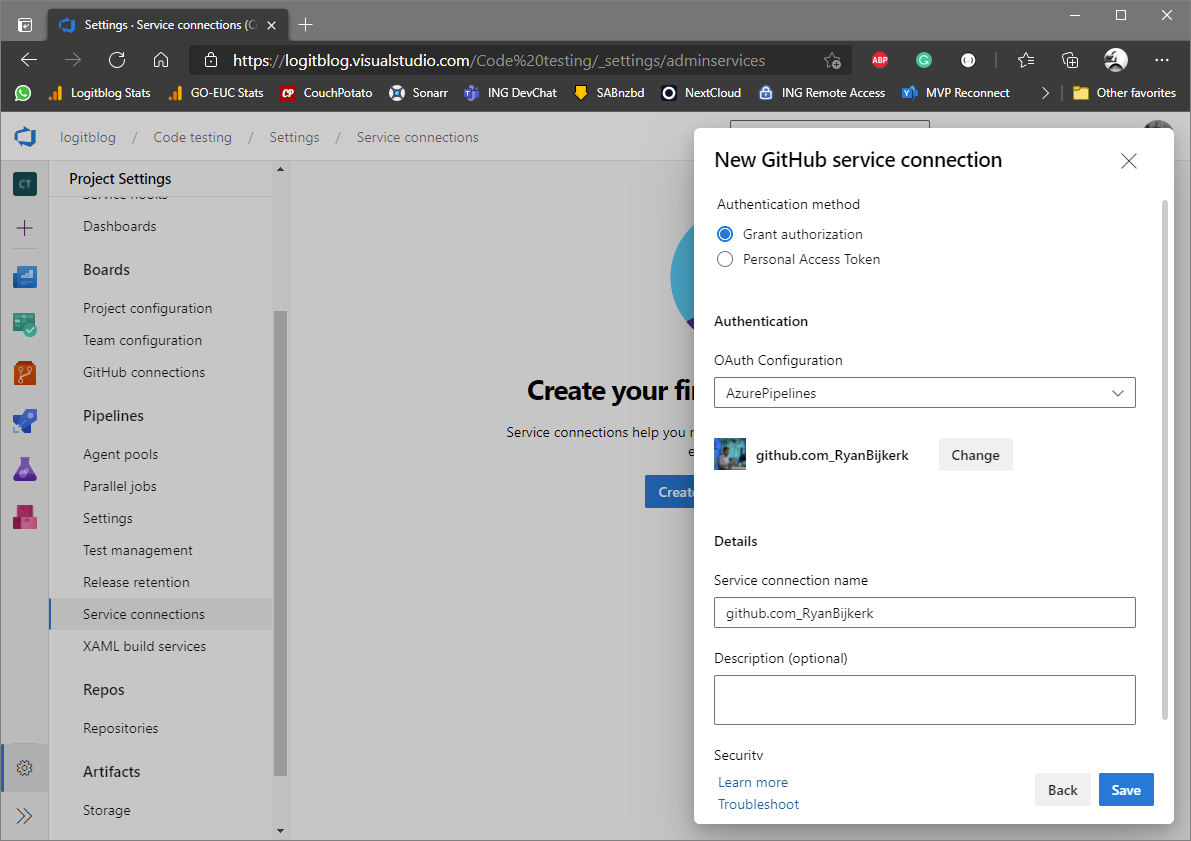 Settings · Service connections (C
https://logitblog.visualstudio.com/Code%20testing/_settings/adminservices
ABP
Logitblog Stats
GO-EUC Stats
CP
CouchPotato
Sonarr
ING DevChat
SABnzbd
NextCloud
ING Remote Access
MVP Reconnect
Other favorites
logitblog / Code testing / Settings / Service connections
CT
Project Settings
Service hooks
Dashboards
Boards
Project configuration
Team configuration
GitHub connections
Pipelines
Agent pools
Parallel jobs
Settings
Test management
Release retention
Service connections
XAML build services
Repos
Repositories
Artifacts
Storage
Create your fi
Service connections help you
Create
New GitHub service connection
Authentication method
Grant authorization
Personal Access Token
Authentication
OAuth Configuration
AzurePipelines
github.com_RyanBijkerk
Change
Details
Service connection name
github.com_RyanBijkerk
Description (optional)
Security
Learn more
Troubleshoot
Back
Save